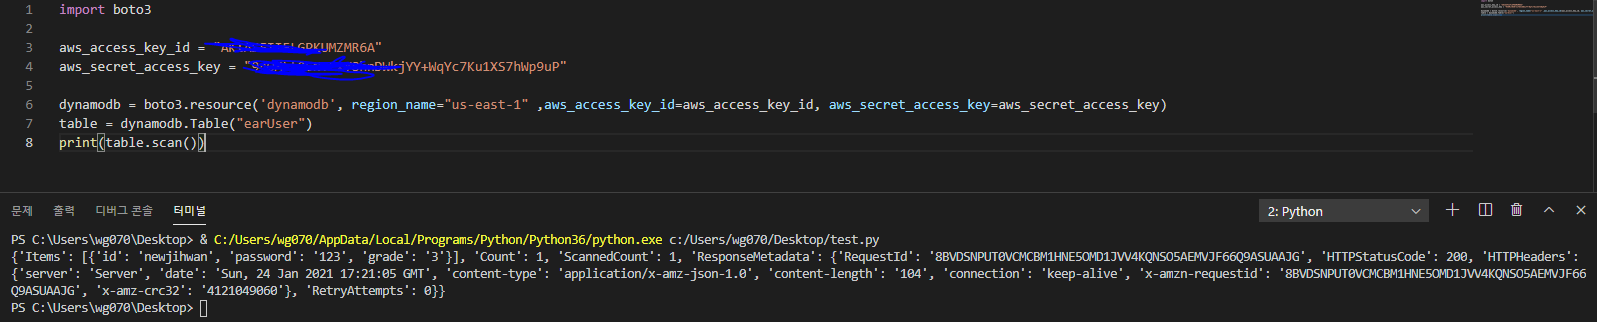 1 import boto3
2
3 aws_access_key_id =
4 aws_secret_access_key =
5
6 dynamodb = boto3.resource('dynamodb', region_name="us-east-1" ,aws_access_key_id=aws_access_key_id, aws_secret_access_key=aws_secret_access_key)
7 table = dynamodb.Table("earUser")
8 print(table.scan())
문제 출력 디버그 콘솔 터미널 2: Python
PS C:\Users\wg070\Desktop> & C:/Users/wg070/AppData/Local/Programs/Python/Python36/python.exe c:/Users/wg070/Desktop/test.py
{'Items': [{'id': 'newjihwan', 'password': '123', 'grade': '3'}], 'Count': 1, 'ScannedCount': 1, 'ResponseMetadata': {'RequestId': '8BVDSNPUT0VCMCBM1HNE5OMD1JVV4KQNSO5AEMVJF66Q9ASUAAJG', 'HTTPStatusCode': 200, 'HTTPHeaders':
{'server': 'Server', 'date': 'Sun, 24 Jan 2021 17:21:05 GMT', 'content-type': 'application/x-amz-json-1.0', 'content-length': '104', 'connection': 'keep-alive', 'x-amzn-requestid': '8BVDSNPUT0VCMCBM1HNE5OMD1JVV4KQNSO5AEMVJF66
Q9ASUAAJG', 'x-amz-crc32': '4121049060'}, 'RetryAttempts': 0}}
PS C:\Users\wg070\Desktop>